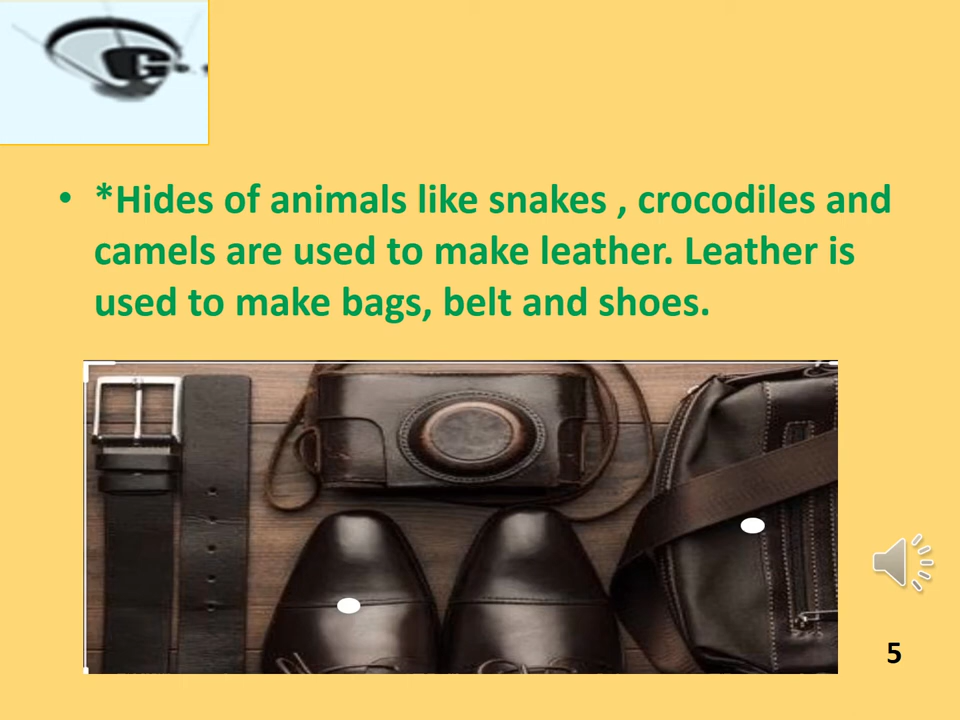 • *Hides of animals like snakes , crocodiles and
camels are used to make leather. Leather is
used to make bags, belt and shoes.
5